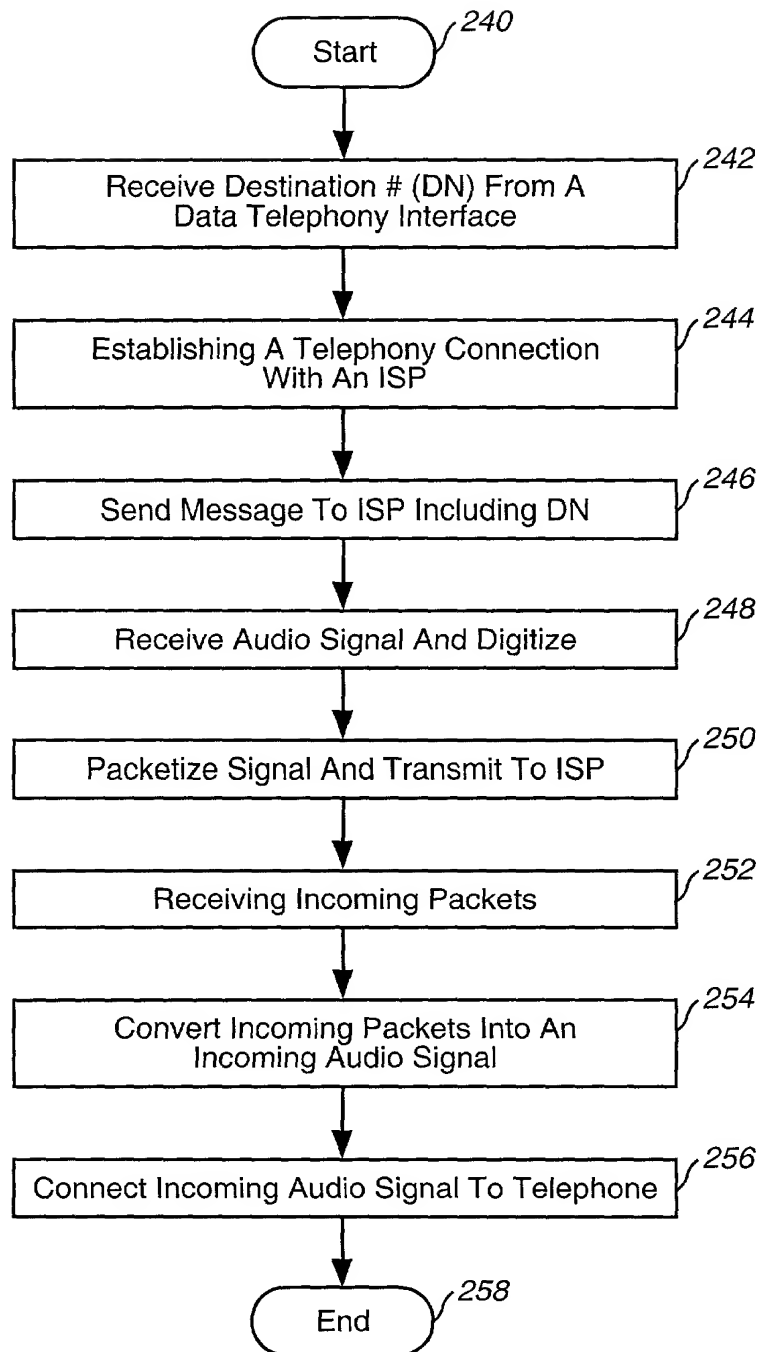 240
Start
242
Receive Destination # (DN) From A
Data Telephony Interface
244
Establishing A Telephony Connection
With An ISP
246
Send Message To ISP Including DN
248
Receive Audio Signal And Digitize
250
Packetize Signal And Transmit To ISP
252
Receiving Incoming Packets
254
Convert Incoming Packets Into An
Incoming Audio Signal
256
Connect Incoming Audio Signal To Telephone
258
End